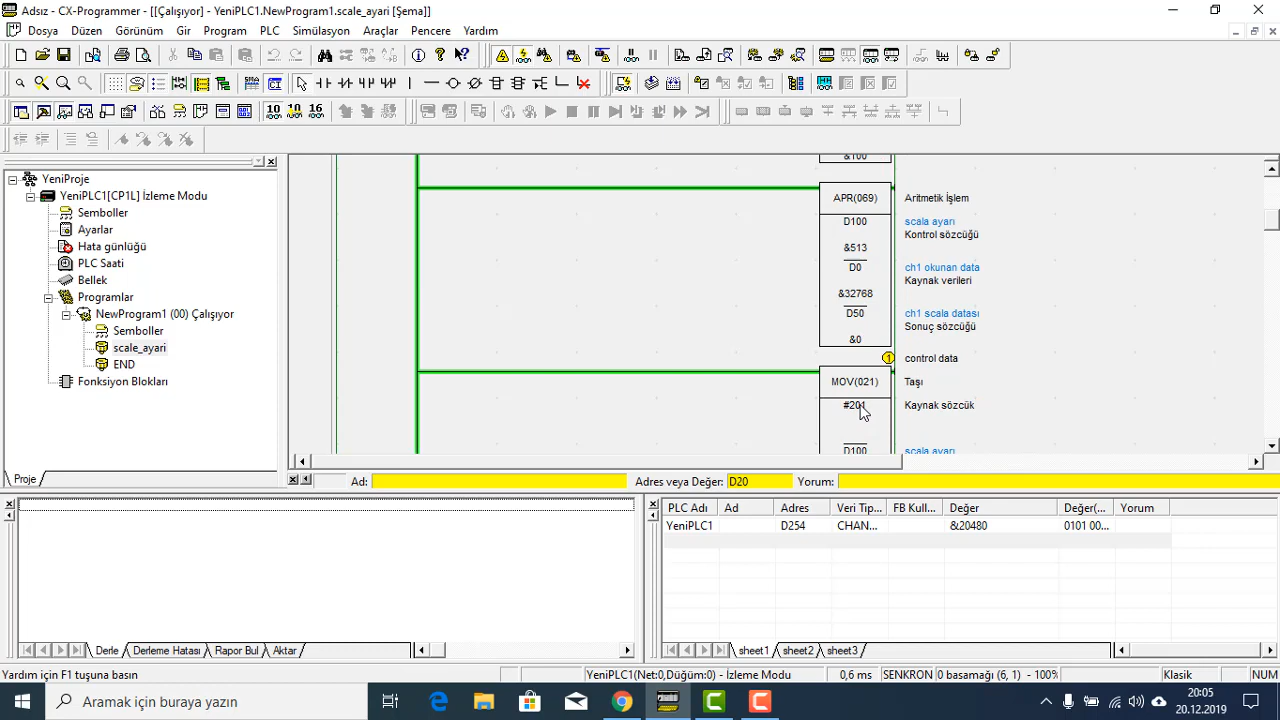 Adsız - CX-Programmer - [[Çalışıyor] - YeniPLC1.NewProgram1.scale_ayari [Şema]]
Dosya Düzen Görünüm Gir Program PLC Simülasyon Araçlar Pencere Yardım
10 10 16
YeniProje
YeniPLC1[CP1L] İzleme Modu
Semboller
Ayarlar
Hata günlüğü
PLC Saati
Bellek
Programlar
NewProgram1 (00) Çalışıyor
Semboller
scale_ayari
END
Fonksiyon Blokları
Proje
&100
APR(069) Aritmetik İşlem
D100 scala ayarı
Kontrol sözcüğü
&513
D0 ch1 okunan data
Kaynak verileri
&32768
D50 ch1 scala datası
Sonuç sözcüğü
&0
1 control data
MOV(021) Taşı
#201 Kaynak sözcük
D100 scala ayarı
Ad: Adres veya Değer: D20 Yorum:
PLC Adı Ad Adres Veri Tip... FB Kull... Değer Değer(... Yorum
YeniPLC1 D254 CHAN... &20480 0101 00...
Derle Derleme Hatası Rapor Bul Aktar
sheet1 sheet2 sheet3
Yardım için F1 tuşuna basın YeniPLC1(Net:0,Düğüm:0) - İzleme Modu 0,6 ms SENKRON 0 basamağı (6, 1) - 100% Klasik NUM
Aramak için buraya yazın
20:05
20.12.2019